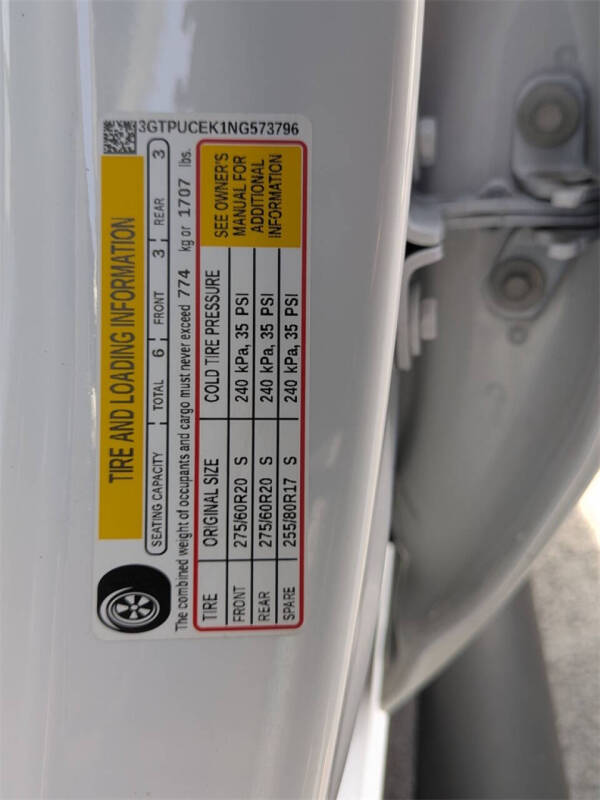 3GTPUCEK1NG573796
TIRE AND LOADING INFORMATION
SEATING CAPACITY TOTAL 6 FRONT 3 REAR 3
The combined weight of occupants and cargo must never exceed 774 kg or 1707 lbs.
TIRE ORIGINAL SIZE COLD TIRE PRESSURE
FRONT 275/60R20 S 240 kPa, 35 PSI
REAR 275/60R20 S 240 kPa, 35 PSI
SPARE 255/80R17 S 240 kPa, 35 PSI
SEE OWNER'S
MANUAL FOR
ADDITIONAL
INFORMATION